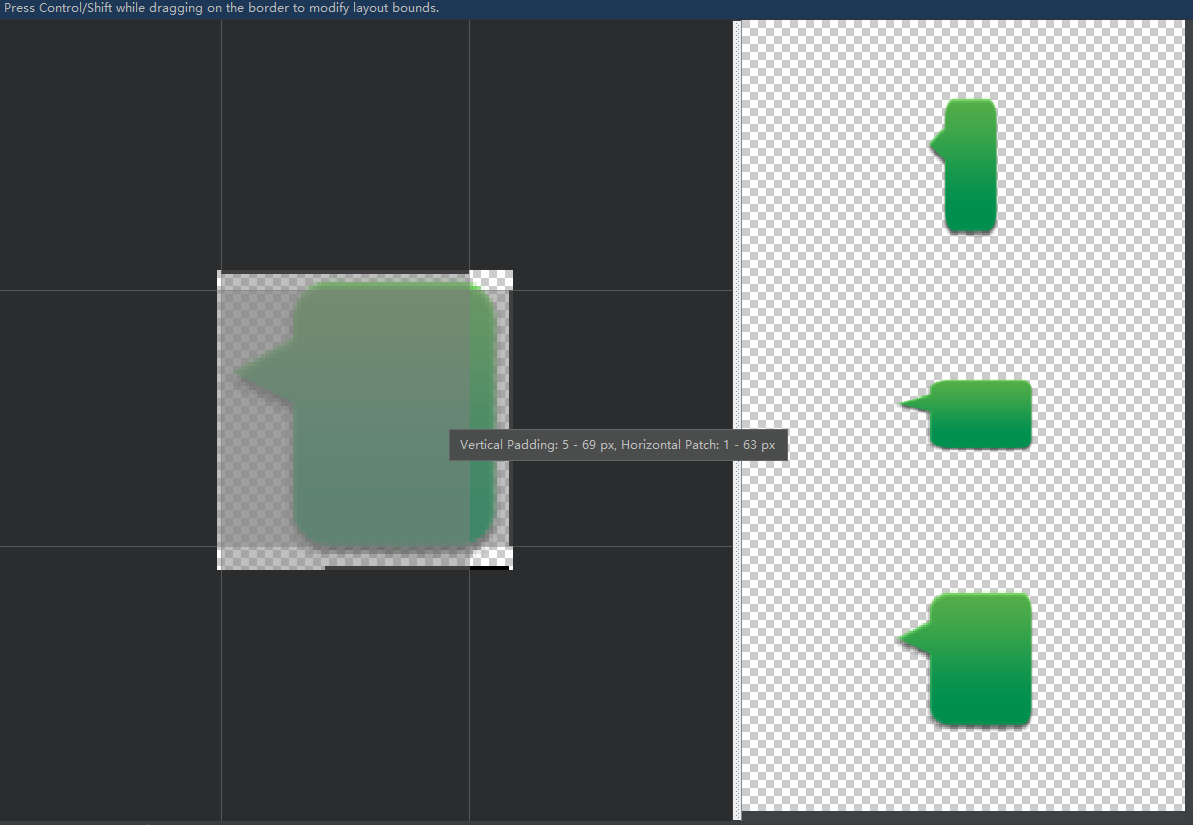 Press Control/Shift while dragging on the border to modify layout bounds.
Vertical Padding: 5 - 69 px, Horizontal Patch: 1 - 63 px